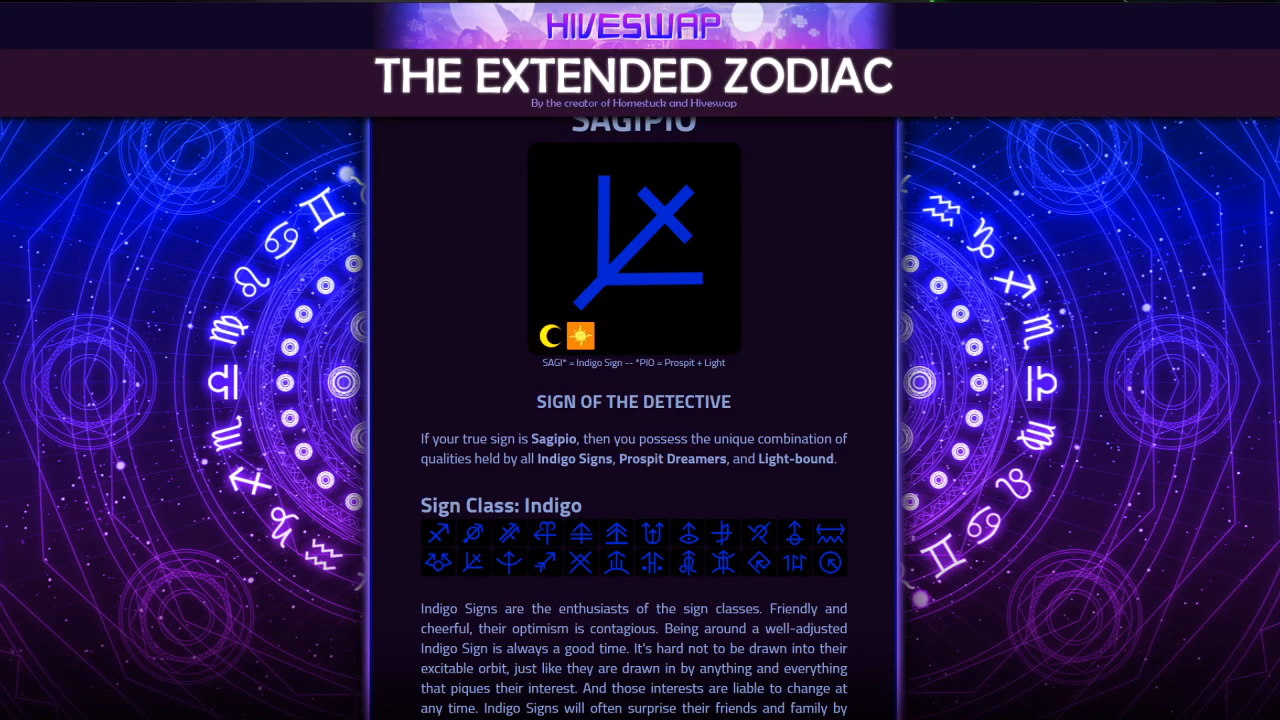 HIVESWAP
THE EXTENDED ZODIAC
By the creator of Homestuck and Hiveswap
SAGIPIO
SAGI* = Indigo Sign -- *PIO = Prospit + Light
SIGN OF THE DETECTIVE
If your true sign is Sagipio, then you possess the unique combination of
qualities held by all Indigo Signs, Prospit Dreamers, and Light-bound.
Sign Class: Indigo
Indigo Signs are the enthusiasts of the sign classes. Friendly and
cheerful, their optimism is contagious. Being around a well-adjusted
Indigo Sign is always a good time. It's hard not to be drawn into their
excitable orbit, just like they are drawn in by anything and everything
that piques their interest. And those interests are liable to change at
any time. Indigo Signs will often surprise their friends and family by